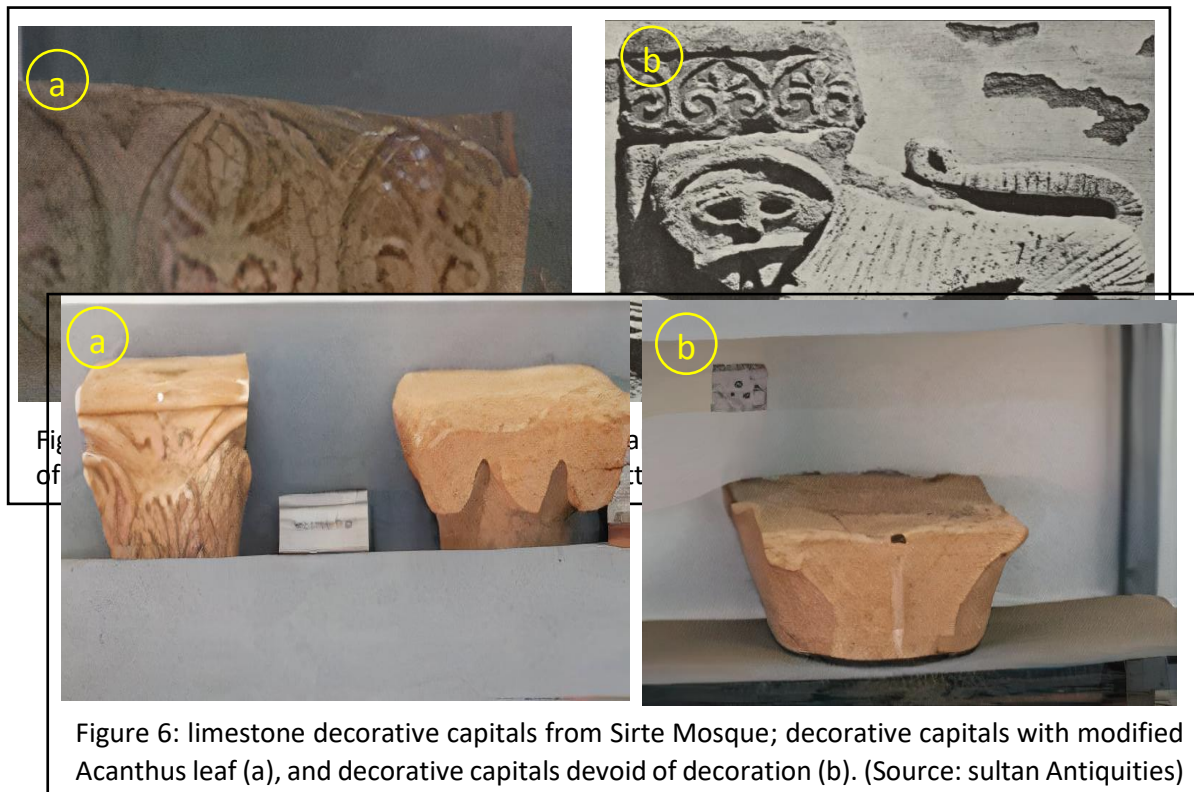 a
b
a
b
Figure 6: limestone decorative capitals from Sirte Mosque; decorative capitals with modified
Acanthus leaf (a), and decorative capitals devoid of decoration (b). (Source: sultan Antiquities)